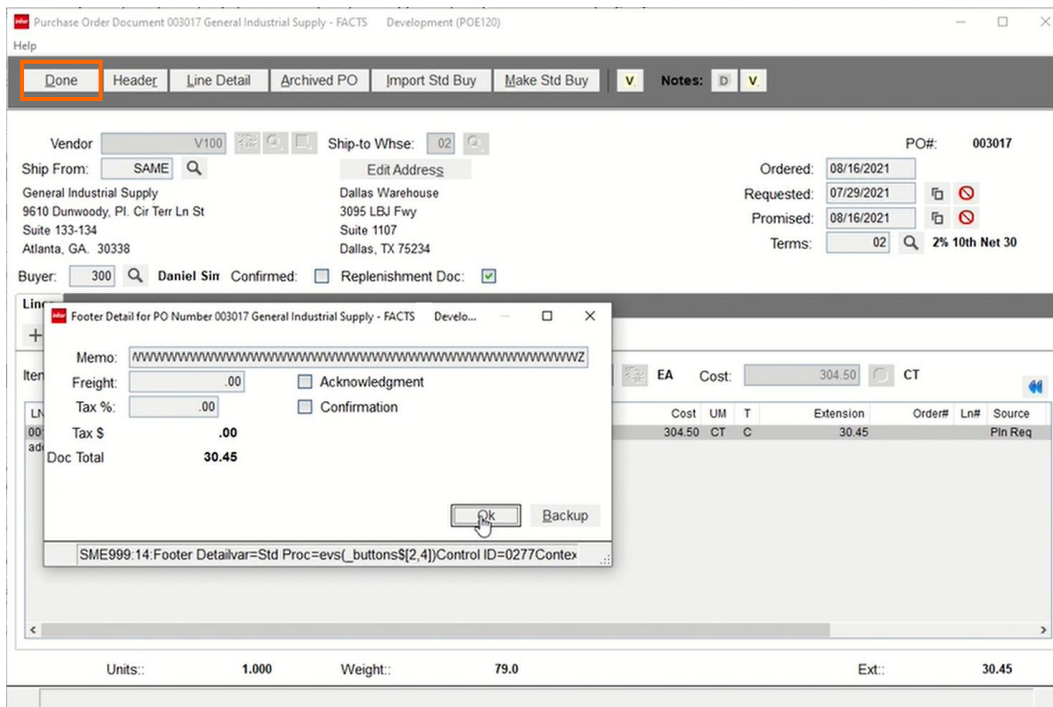 infor Purchase Order Document 003017 General Industrial Supply - FACTS Development (POE120)
Help
Done Header Line Detail Archived PO Import Std Buy Make Std Buy V Notes: D V
Vendor V100 Ship-to Whse: 02 PO#: 003017
Ship From: SAME Edit Address Ordered: 08/16/2021
General Industrial Supply Dallas Warehouse Requested: 07/29/2021
9610 Dunwoody, Pl. Cir Terr Ln St 3095 LBJ Fwy
Suite 133-134 Suite 1107 Promised: 08/16/2021
Atlanta, GA. 30338 Dallas, TX 75234 Terms: 02 2% 10th Net 30
Buyer: 300 Daniel Sim Confirmed: Replenishment Doc:
Line
infor Footer Detail for PO Number 003017 General Industrial Supply - FACTS Develo...
Memo:
Iten Freight: .00 Acknowledgment EA Cost: 304.50 CT
Tax %: .00 Confirmation
LN Cost UM T Extension Order# Ln# Source
001 Tax $ .00 304.50 CT C 30.45 Pln Req
add Doc Total 30.45
Ok Backup
SME999:14:Footer Detailvar=Std Proc=evs(_buttons$[2,4])Control ID=0277Contex
Units:: 1.000 Weight:: 79.0 Ext:: 30.45